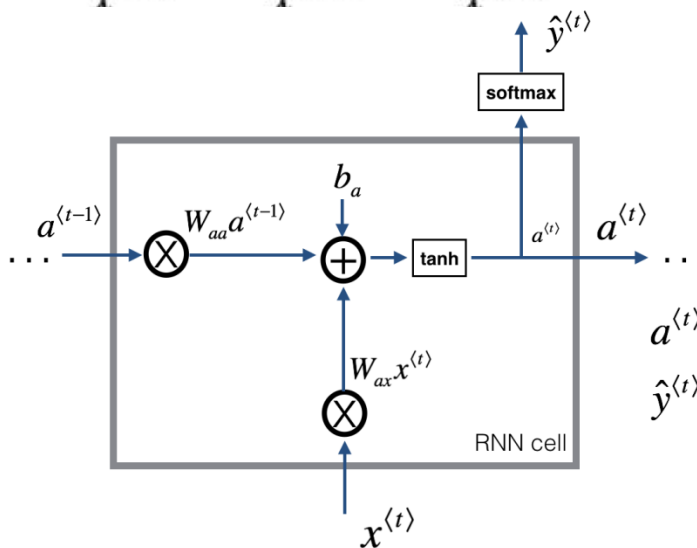 ŷ⟨t⟩
softmax
b_a
a⟨t−1⟩
W_aa a⟨t−1⟩
a⟨t⟩
a⟨t⟩
· · ·
+
tanh
· ·
a⟨t⟩
W_ax x⟨t⟩
ŷ⟨t⟩
RNN cell
x⟨t⟩